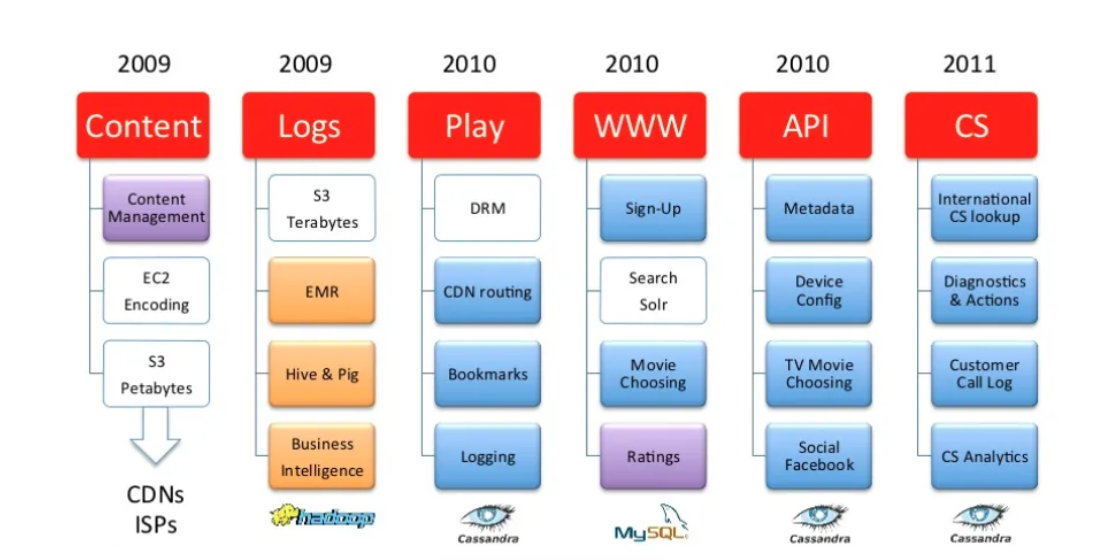 2009
2009
2010
2010
2010
2011
Content
Logs
Play
WWW
API
CS
Content
Management
EC2
Encoding
S3
Petabytes
CDNs
ISPs
S3
Terabytes
EMR
Hive & Pig
Business
Intelligence
hadoop
DRM
CDN routing
Bookmarks
Logging
Cassandra
Sign-Up
Search
Solr
Movie
Choosing
Ratings
MySQL
Metadata
Device
Config
TV Movie
Choosing
Social
Facebook
Cassandra
International
CS lookup
Diagnostics
& Actions
Customer
Call Log
CS Analytics
Cassandra